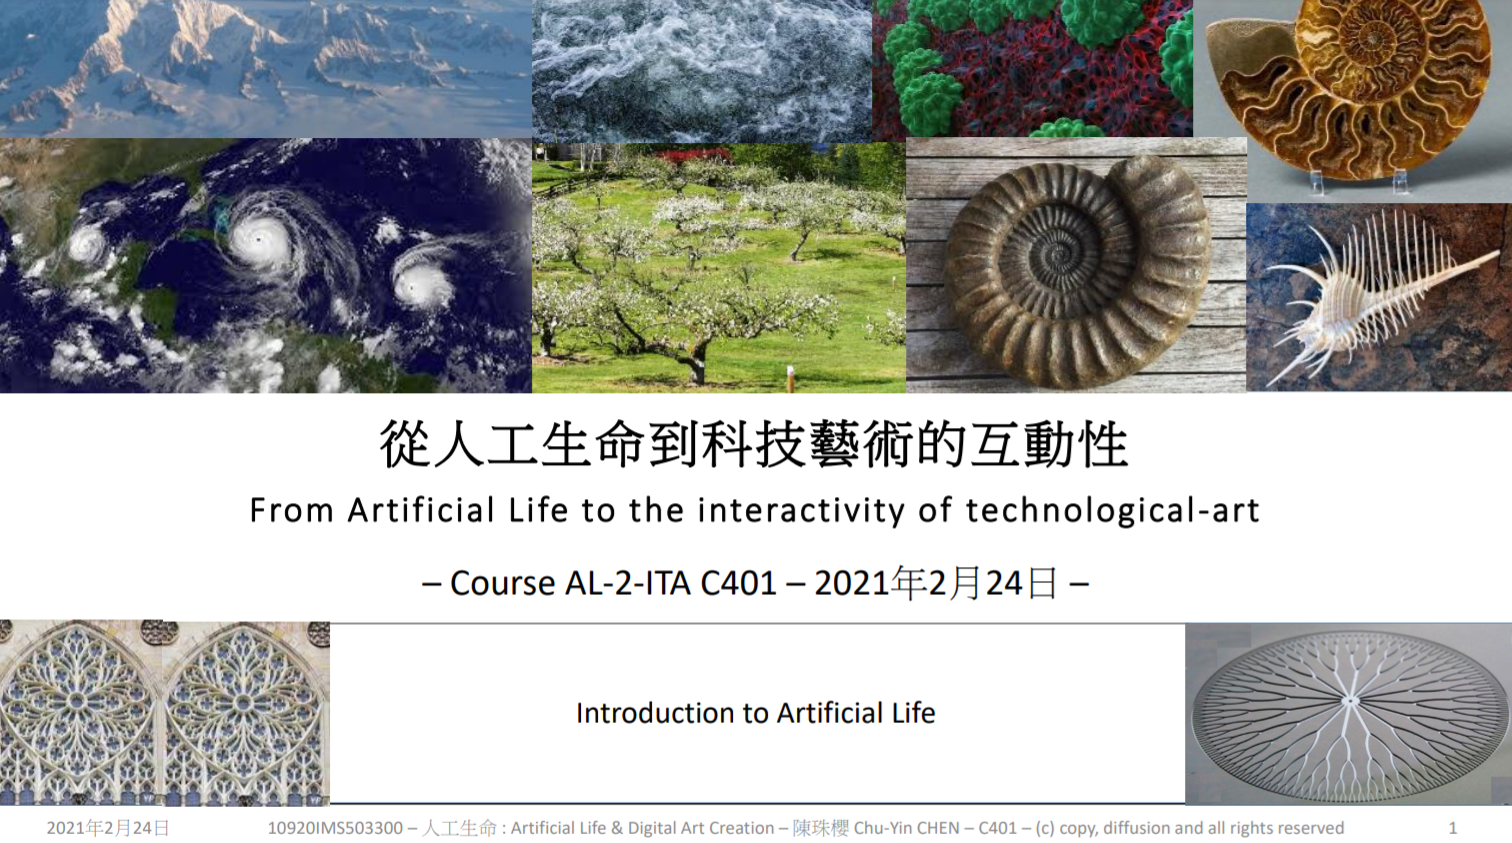 從人工生命到科技藝術的互動性
From Artificial Life to the interactivity of technological-art
– Course AL-2-ITA C401 – 2021年2月24日 –
Introduction to Artificial Life
2021年2月24日
10920IMS503300 – 人工生命 : Artificial Life & Digital Art Creation – 陳珠櫻 Chu-Yin CHEN – C401 – (c) copy, diffusion and all rights reserved
1